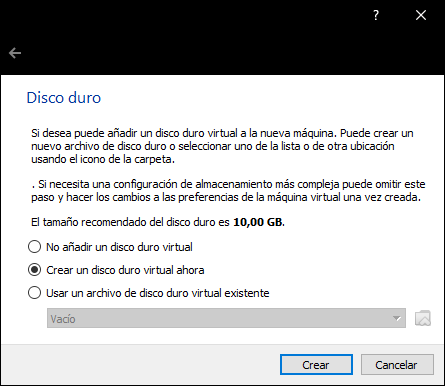 ?
Disco duro
Si desea puede añadir un disco duro virtual a la nueva máquina. Puede crear un
nuevo archivo de disco duro o seleccionar uno de la lista o de otra ubicación
usando el icono de la carpeta.
. Si necesita una configuración de almacenamiento más compleja puede omitir este
paso y hacer los cambios a las preferencias de la máquina virtual una vez creada.
El tamaño recomendado del disco duro es 10,00 GB.
No añadir un disco duro virtual
Crear un disco duro virtual ahora
Usar un archivo de disco duro virtual existente
Vacío
Crear
Cancelar